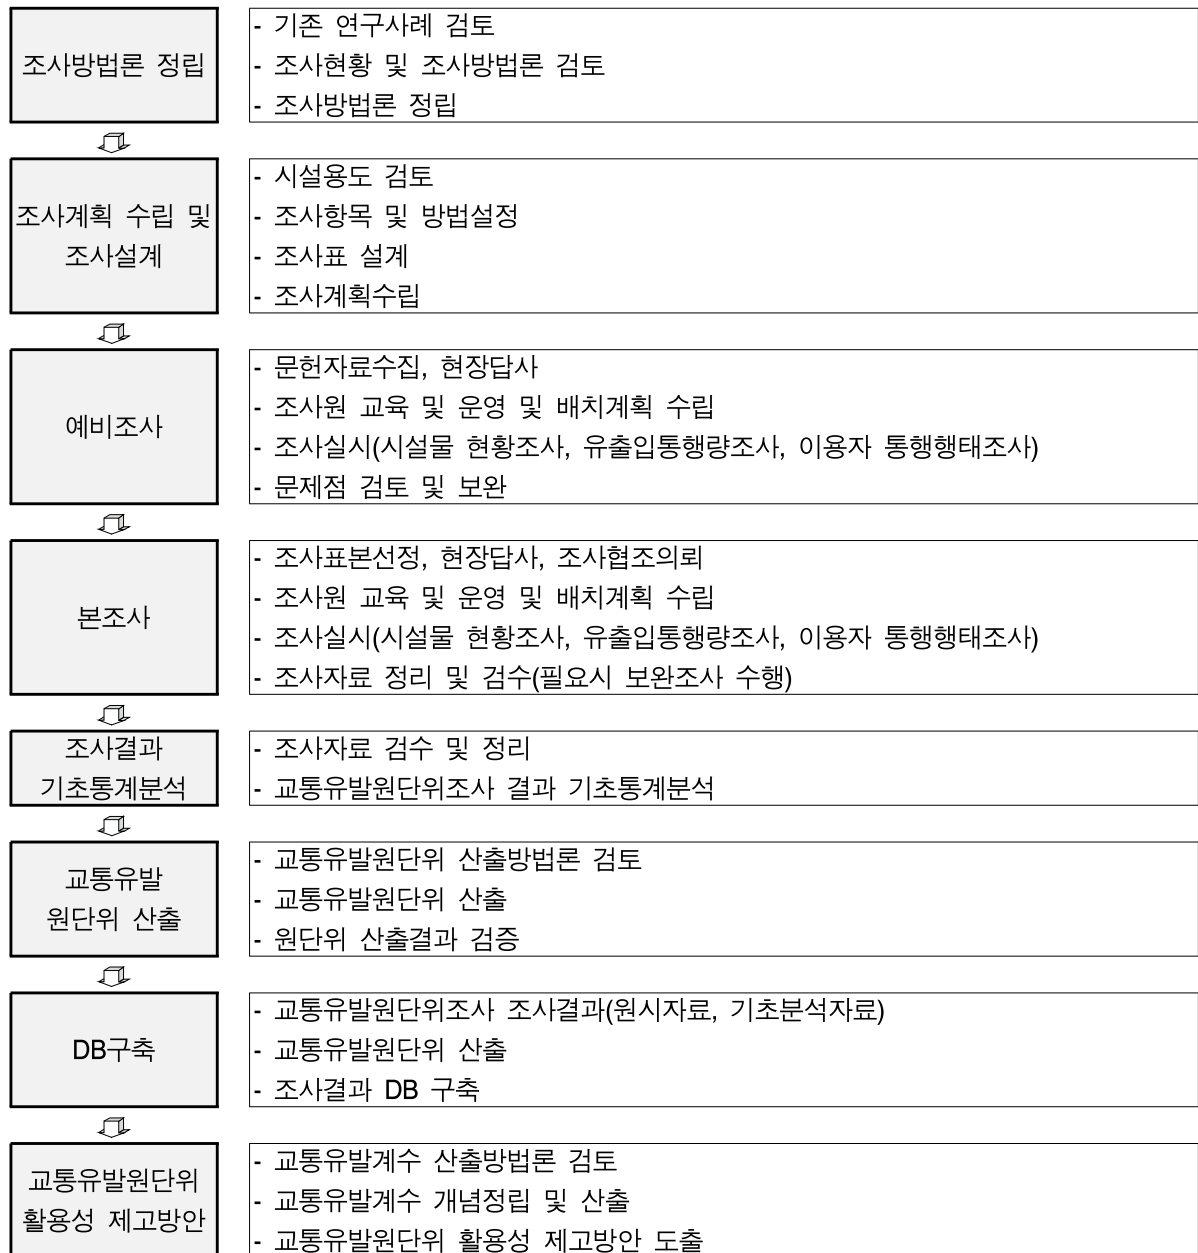 조사방법론 정립
- 기존 연구사례 검토
- 조사현황 및 조사방법론 검토
- 조사방법론 정립
조사계획 수립 및
조사설계
- 시설용도 검토
- 조사항목 및 방법설정
- 조사표 설계
- 조사계획수립
예비조사
- 문헌자료수집, 현장답사
- 조사원 교육 및 운영 및 배치계획 수립
- 조사실시(시설물 현황조사, 유출입통행량조사, 이용자 통행행태조사)
- 문제점 검토 및 보완
본조사
- 조사표본선정, 현장답사, 조사협조의뢰
- 조사원 교육 및 운영 및 배치계획 수립
- 조사실시(시설물 현황조사, 유출입통행량조사, 이용자 통행행태조사)
- 조사자료 정리 및 검수(필요시 보완조사 수행)
조사결과
기초통계분석
- 조사자료 검수 및 정리
- 교통유발원단위조사 결과 기초통계분석
교통유발
원단위 산출
- 교통유발원단위 산출방법론 검토
- 교통유발원단위 산출
- 원단위 산출결과 검증
DB구축
- 교통유발원단위조사 조사결과(원시자료, 기초분석자료)
- 교통유발원단위 산출
- 조사결과 DB 구축
교통유발원단위
활용성 제고방안
- 교통유발계수 산출방법론 검토
- 교통유발계수 개념정립 및 산출
- 교통유발원단위 활용성 제고방안 도출